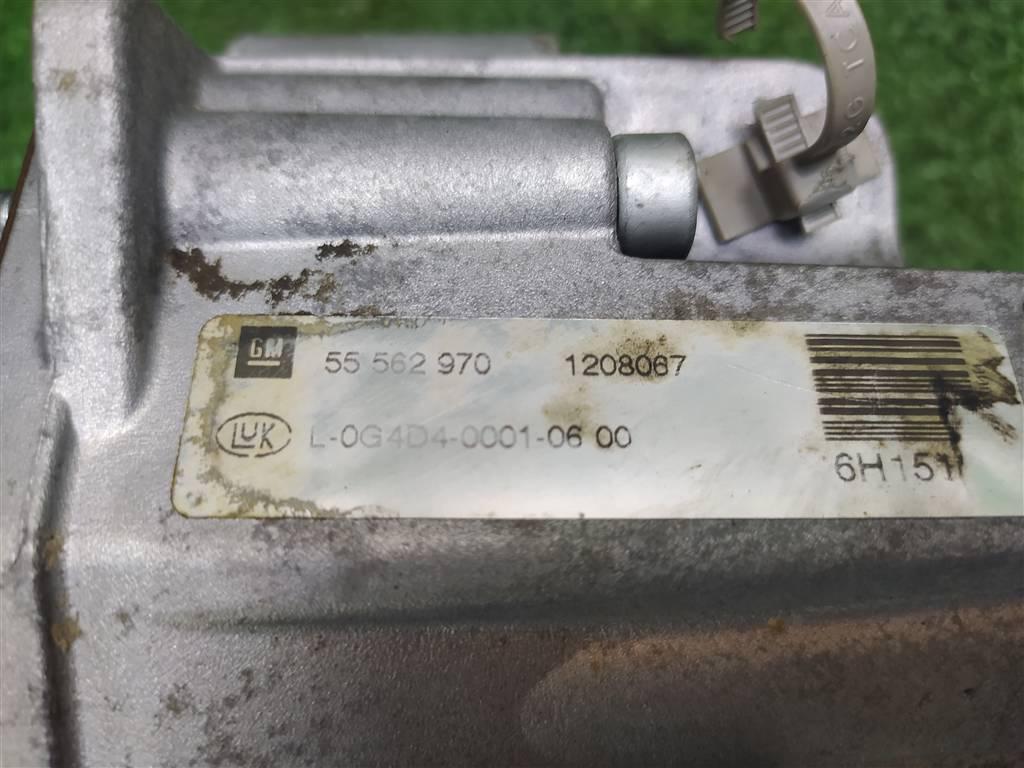 GM 55 562 970 1208067
LUK L-0G4D4-0001-06 00
6H151